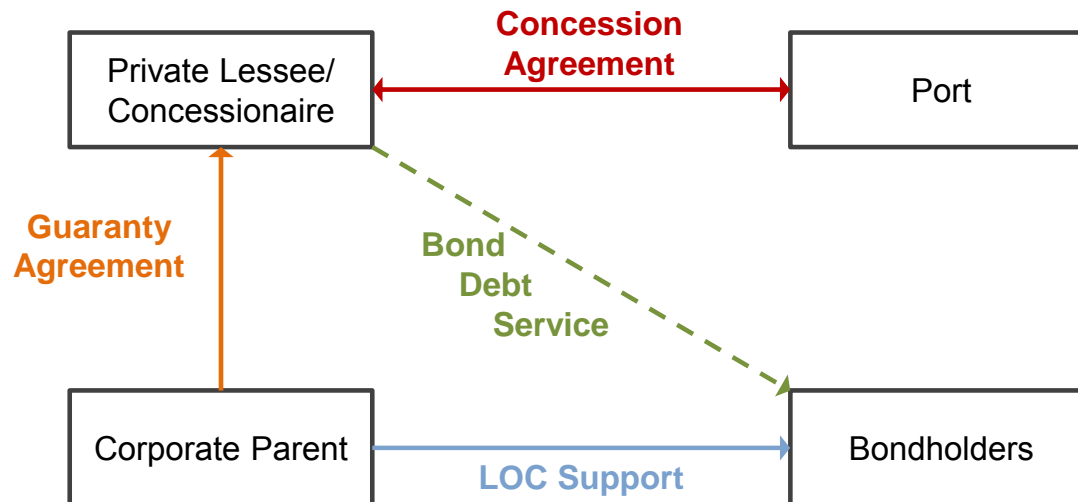 Concession
Agreement
Private Lessee/
Concessionaire
Port
Guaranty
Agreement
Bond
Debt
Service
Corporate Parent
LOC Support
Bondholders